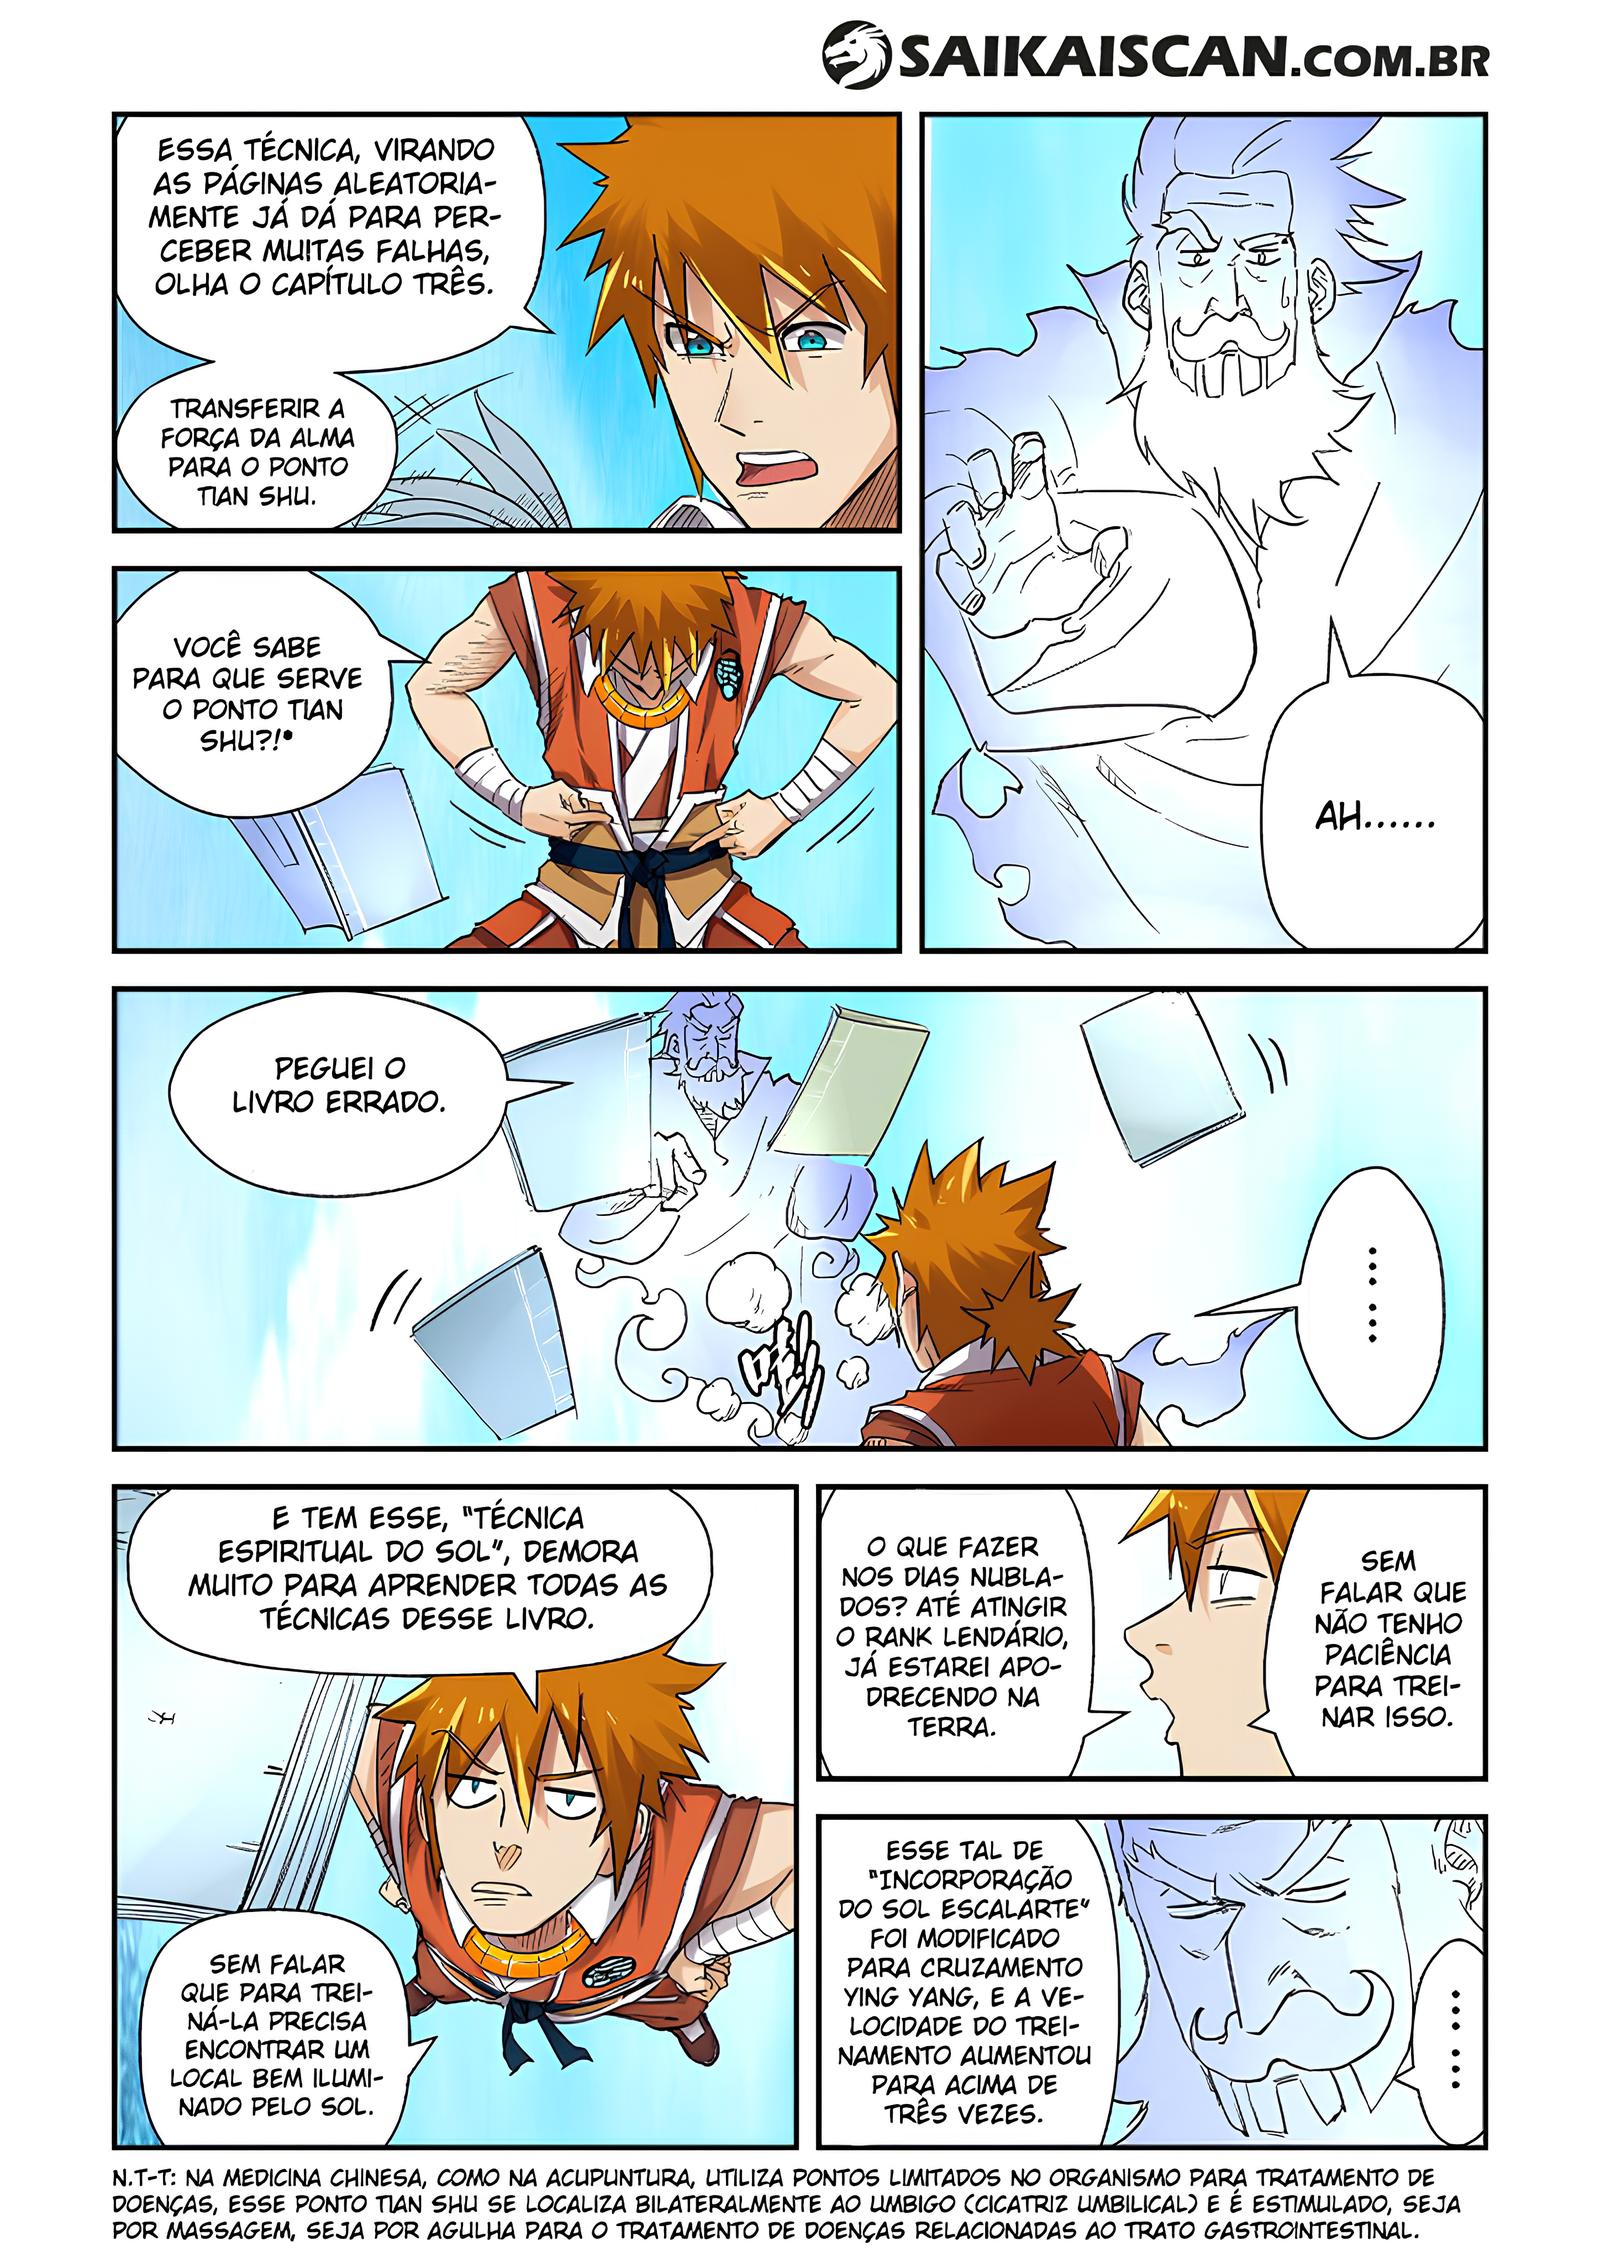 SAIKAISCAN.COM.BR
ESSA TÉCNICA, VIRANDO
AS PÁGINAS ALEATORIA-
MENTE JÁ DÁ PARA PER-
CEBER MUITAS FALHAS,
OLHA O CAPÍTULO TRÊS.
TRANSFERIR A
FORÇA DA ALMA
PARA O PONTO
TIAN SHU.
VOCÊ SABE
PARA QUE SERVE
O PONTO TIAN
SHU?!*
AH......
PEGUEI O
LIVRO ERRADO.
......
E TEM ESSE, "TÉCNICA
ESPIRITUAL DO SOL", DEMORA
MUITO PARA APRENDER TODAS AS
TÉCNICAS DESSE LIVRO.
SEM FALAR
QUE PARA TREI-
NÁ-LA PRECISA
ENCONTRAR UM
LOCAL BEM ILUMI-
NADO PELO SOL.
O QUE FAZER
NOS DIAS NUBLA-
DOS? ATÉ ATINGIR
O RANK LENDÁRIO,
JÁ ESTAREI APO-
DRECENDO NA
TERRA.
SEM
FALAR QUE
NÃO TENHO
PACIÊNCIA
PARA TREI-
NAR ISSO.
ESSE TAL DE
"INCORPORAÇÃO
DO SOL ESCALARTE"
FOI MODIFICADO
PARA CRUZAMENTO
YING YANG, E A VE-
LOCIDADE DO TREI-
NAMENTO AUMENTOU
PARA ACIMA DE
TRÊS VEZES.
......
N.T-T: NA MEDICINA CHINESA, COMO NA ACUPUNTURA, UTILIZA PONTOS LIMITADOS NO ORGANISMO PARA TRATAMENTO DE
DOENÇAS, ESSE PONTO TIAN SHU SE LOCALIZA BILATERALMENTE AO UMBIGO (CICATRIZ UMBILICAL) E É ESTIMULADO, SEJA
POR MASSAGEM, SEJA POR AGULHA PARA O TRATAMENTO DE DOENÇAS RELACIONADAS AO TRATO GASTROINTESTINAL.